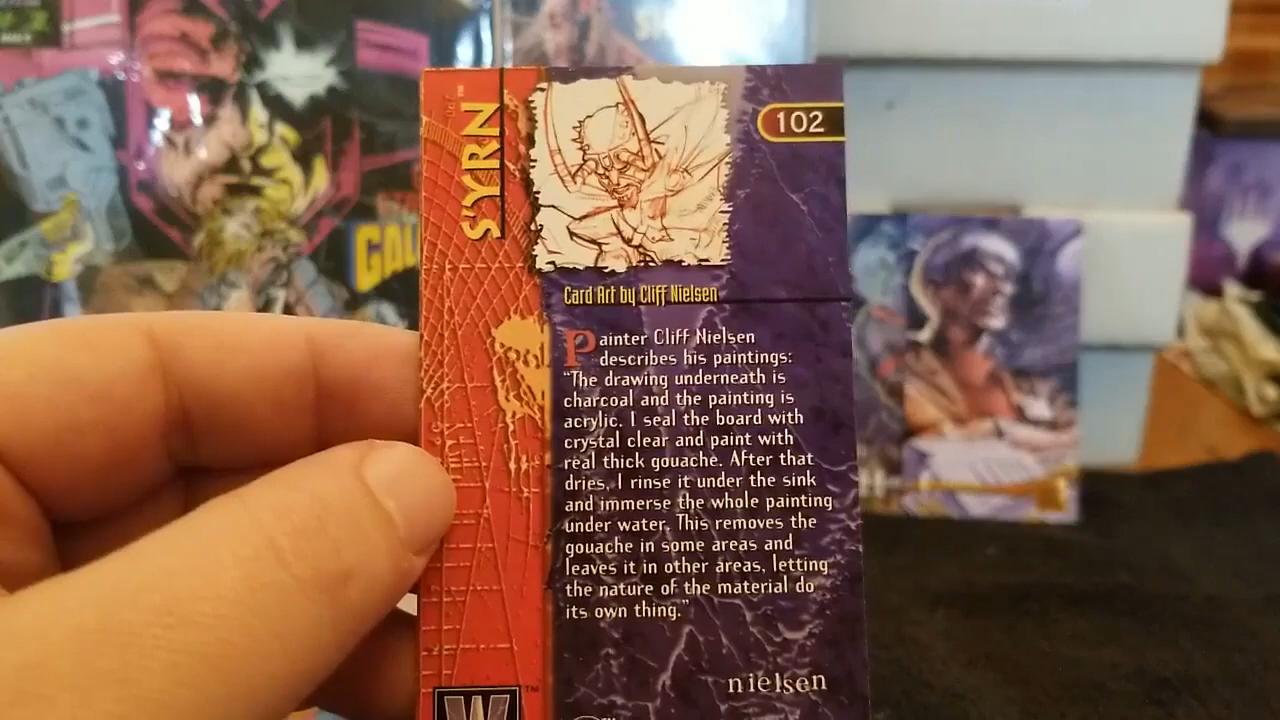 SYRN
102
Card Art by Cliff Nielsen
Painter Cliff Nielsen
describes his paintings:
“The drawing underneath is
charcoal and the painting is
acrylic. I seal the board with
crystal clear and paint with
real thick gouache. After that
dries, I rinse it under the sink
and immerse the whole painting
under water. This removes the
gouache in some areas and
leaves it in other areas, letting
the nature of the material do
its own thing.”
nielsen
W™